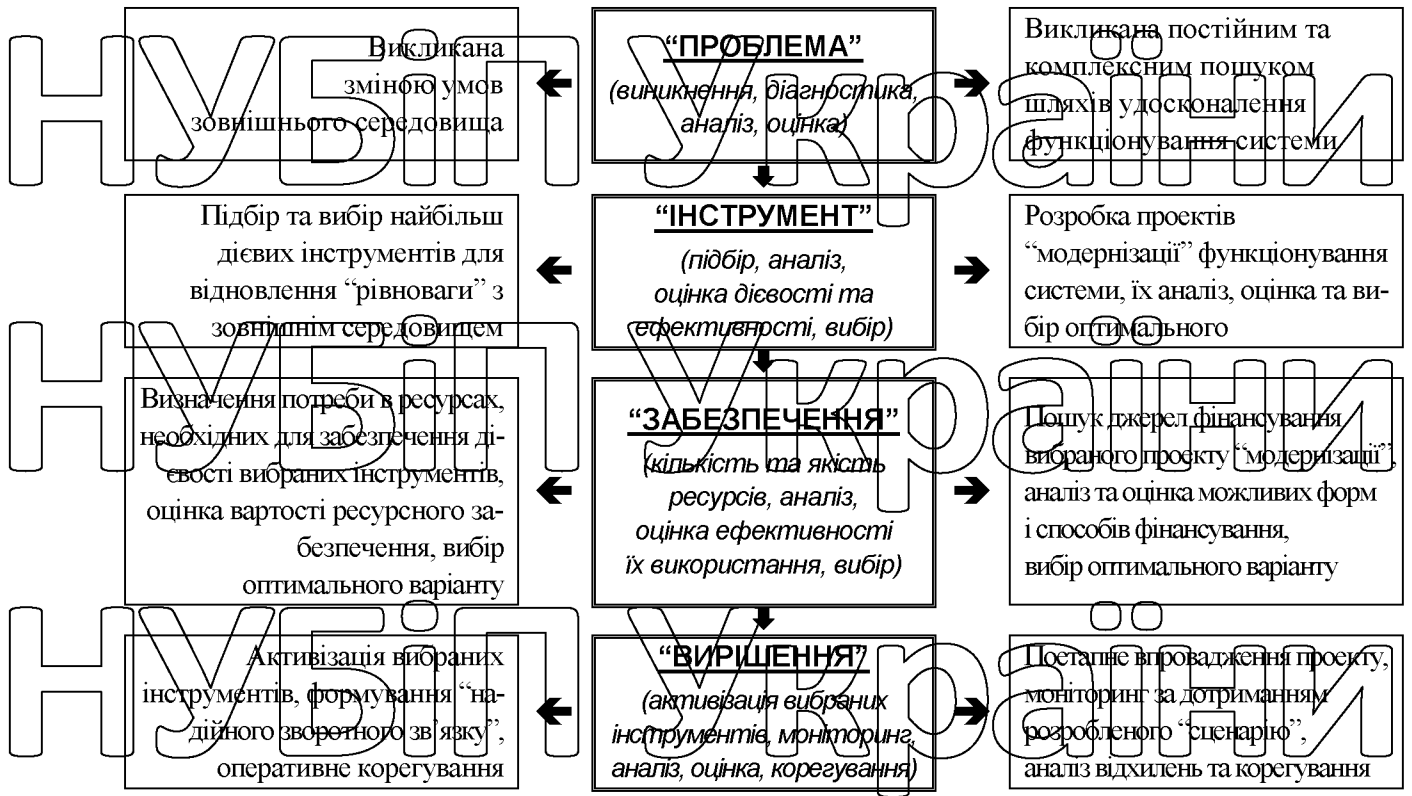 Викликана
зміною умов
зовнішнього середовища
“ПРОБЛЕМА”
(виникнення, діагностика,
аналіз, оцінка)
Викликана постійним та
комплексним пошуком
шляхів удосконалення
функціонування системи
Підбір та вибір найбільш
дієвих інструментів для
відновлення “рівноваги” з
зовнішнім середовищем
“ІНСТРУМЕНТ”
(підбір, аналіз,
оцінка дієвості та
ефективності, вибір)
Розробка проектів
“модернізації” функціонування
системи, їх аналіз, оцінка та ви-
бір оптимального
Визначення потреби в ресурсах,
необхідних для забезпечення ді-
євості вибраних інструментів,
оцінка вартості ресурсного за-
безпечення, вибір
оптимального варіанту
“ЗАБЕЗПЕЧЕННЯ”
(кількість та якість
ресурсів, аналіз,
оцінка ефективності
їх використання, вибір)
Пошук джерел фінансування
вибраного проекту “модернізації”,
аналіз та оцінка можливих форм
і способів фінансування,
вибір оптимального варіанту
Активізація вибраних
інструментів, формування “на-
дійного зворотного зв’язку”,
оперативне корегування
“ВИРІШЕННЯ”
(активізація вибраних
інструментів, моніторинг,
аналіз, оцінка, корегування)
Поетапне впровадження проекту,
моніторинг за дотриманням
розробленого “сценарію”,
аналіз відхилень та корегування
НУБіП України
НУБіП України
НУБіП України